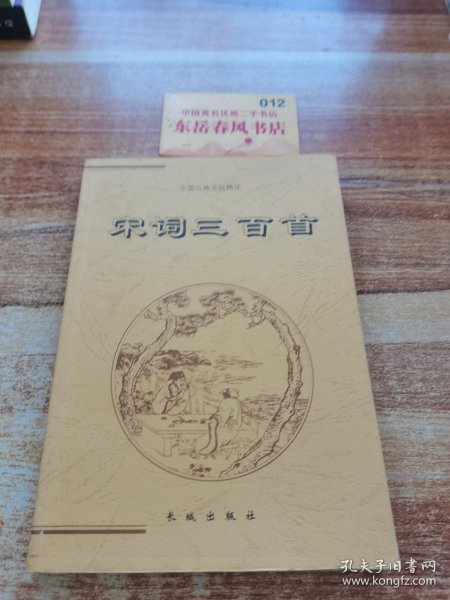 012
中国著名优质二手书店
东岳春风书店
中国古典文化精华
宋词三百首
长城出版社
孔夫子旧书网
www.kongfz.com